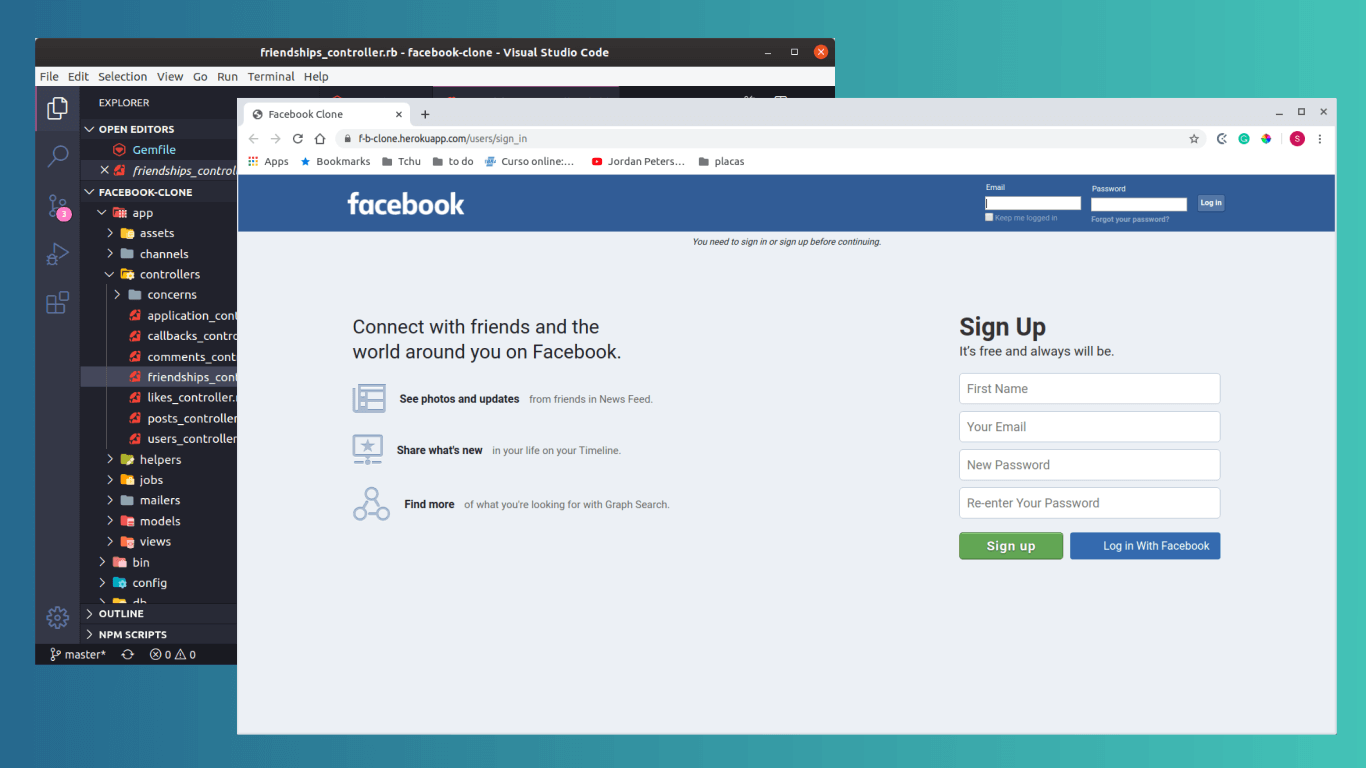 friendships_controller.rb - facebook-clone - Visual Studio Code
File Edit Selection View Go Run Terminal Help
EXPLORER
OPEN EDITORS
Gemfile
friendships_control
FACEBOOK-CLONE
app
assets
channels
controllers
concerns
application_cont
callbacks_contro
comments_cont
friendships_cont
likes_controller.
posts_controller
users_controller
helpers
jobs
mailers
models
views
bin
config
db
OUTLINE
NPM SCRIPTS
3
master* 0 0
Facebook Clone
f-b-clone.herokuapp.com/users/sign_in
S
Apps Bookmarks Tchu to do Curso online:... Jordan Peters... placas
facebook
Email Password
Log in
Keep me logged in Forgot your password?
You need to sign in or sign up before continuing.
Connect with friends and the
world around you on Facebook.
See photos and updates from friends in News Feed.
Share what's new in your life on your Timeline.
Find more of what you're looking for with Graph Search.
Sign Up
It's free and always will be.
First Name
Your Email
New Password
Re-enter Your Password
Sign up Log in With Facebook